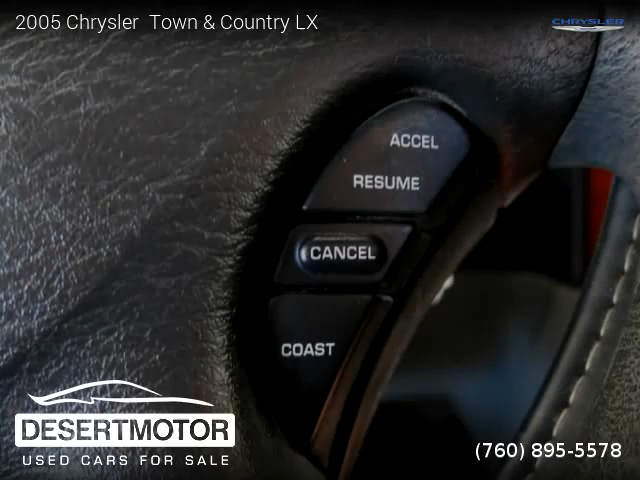 2005 Chrysler  Town & Country LX
CHRYSLER
ACCEL
RESUME
CANCEL
COAST
DESERTMOTOR
USED CARS FOR SALE
(760) 895-5578